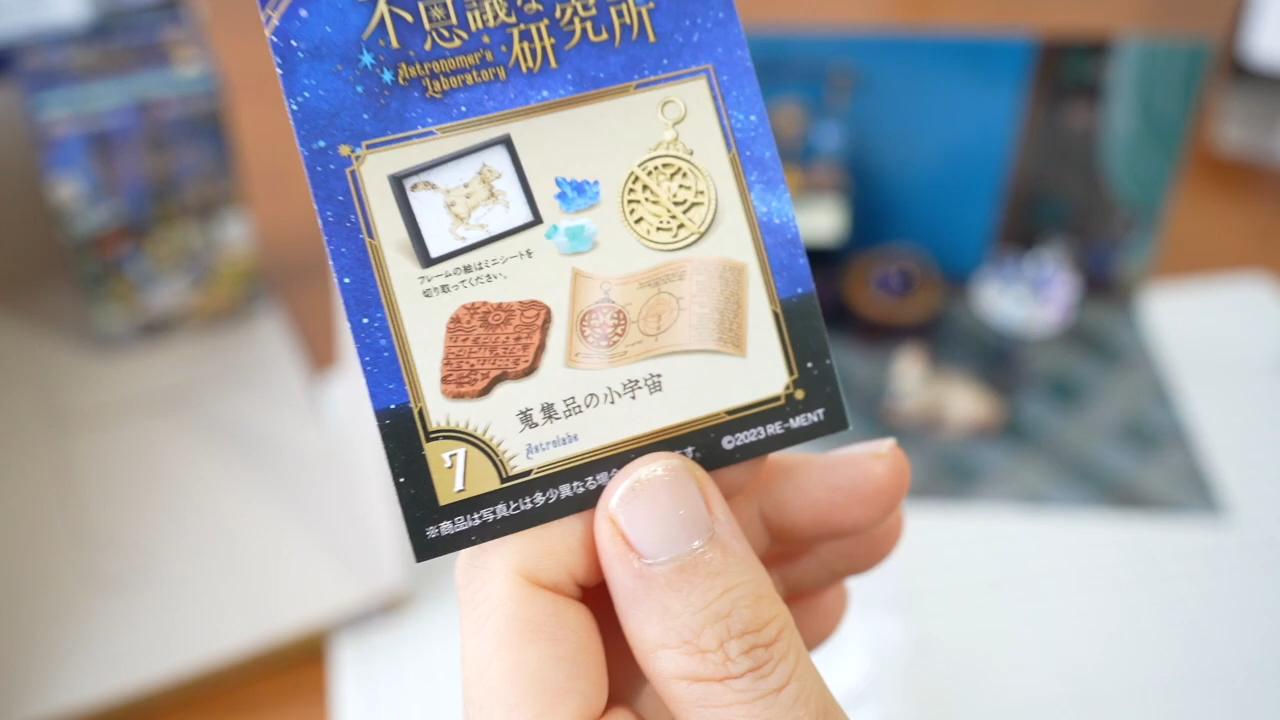 不思議な
研究所
Astronomer's
Laboratory
フレームの絵はミニシートを
切り取ってください。
蒐集品の小宇宙
Astrolabe
7
©2023 RE-MENT
※商品は写真とは多少異なる場合
す。